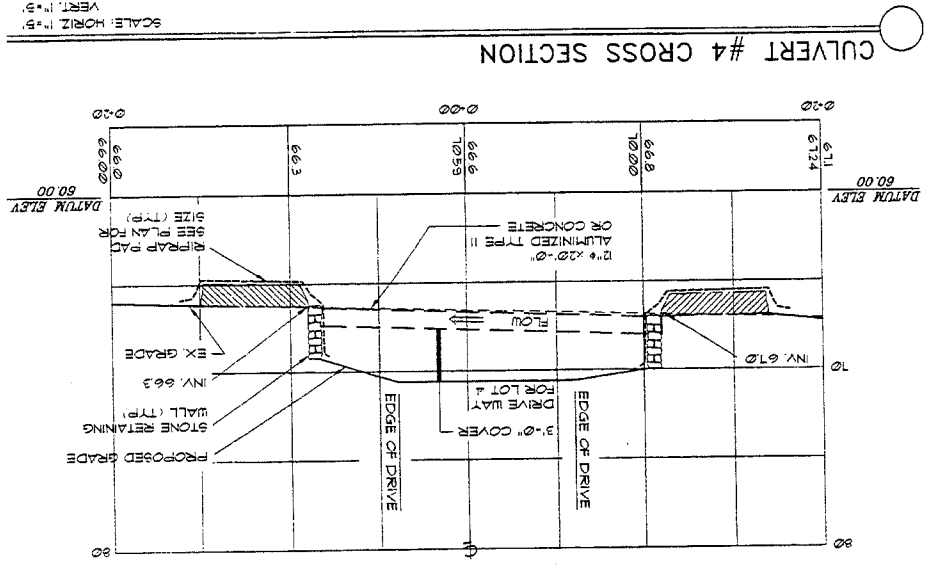 80
℄
80
EDGE OF DRIVE
EDGE OF DRIVE
PROPOSED GRADE
3'-0" COVER
STONE RETAINING
WALL (TYP)
DRIVE WAY
FOR LOT 4
INV. 66.3
70
INV. 67.0
EX. GRADE
FLOW
12"ø x20'-0"
ALUMINIZED TYPE II
OR CONCRETE
RIPRAP PAD
SEE PLAN FOR
SIZE (TYP)
DATUM ELEV
60.00
DATUM ELEV
60.00
67.1
67.24
66.8
70.00
66.6
70.59
66.3
66.0
66.00
0+20
0+00
0+20
CULVERT #4 CROSS SECTION
SCALE: HORIZ. 1"=5'
VERT. 1"=5'